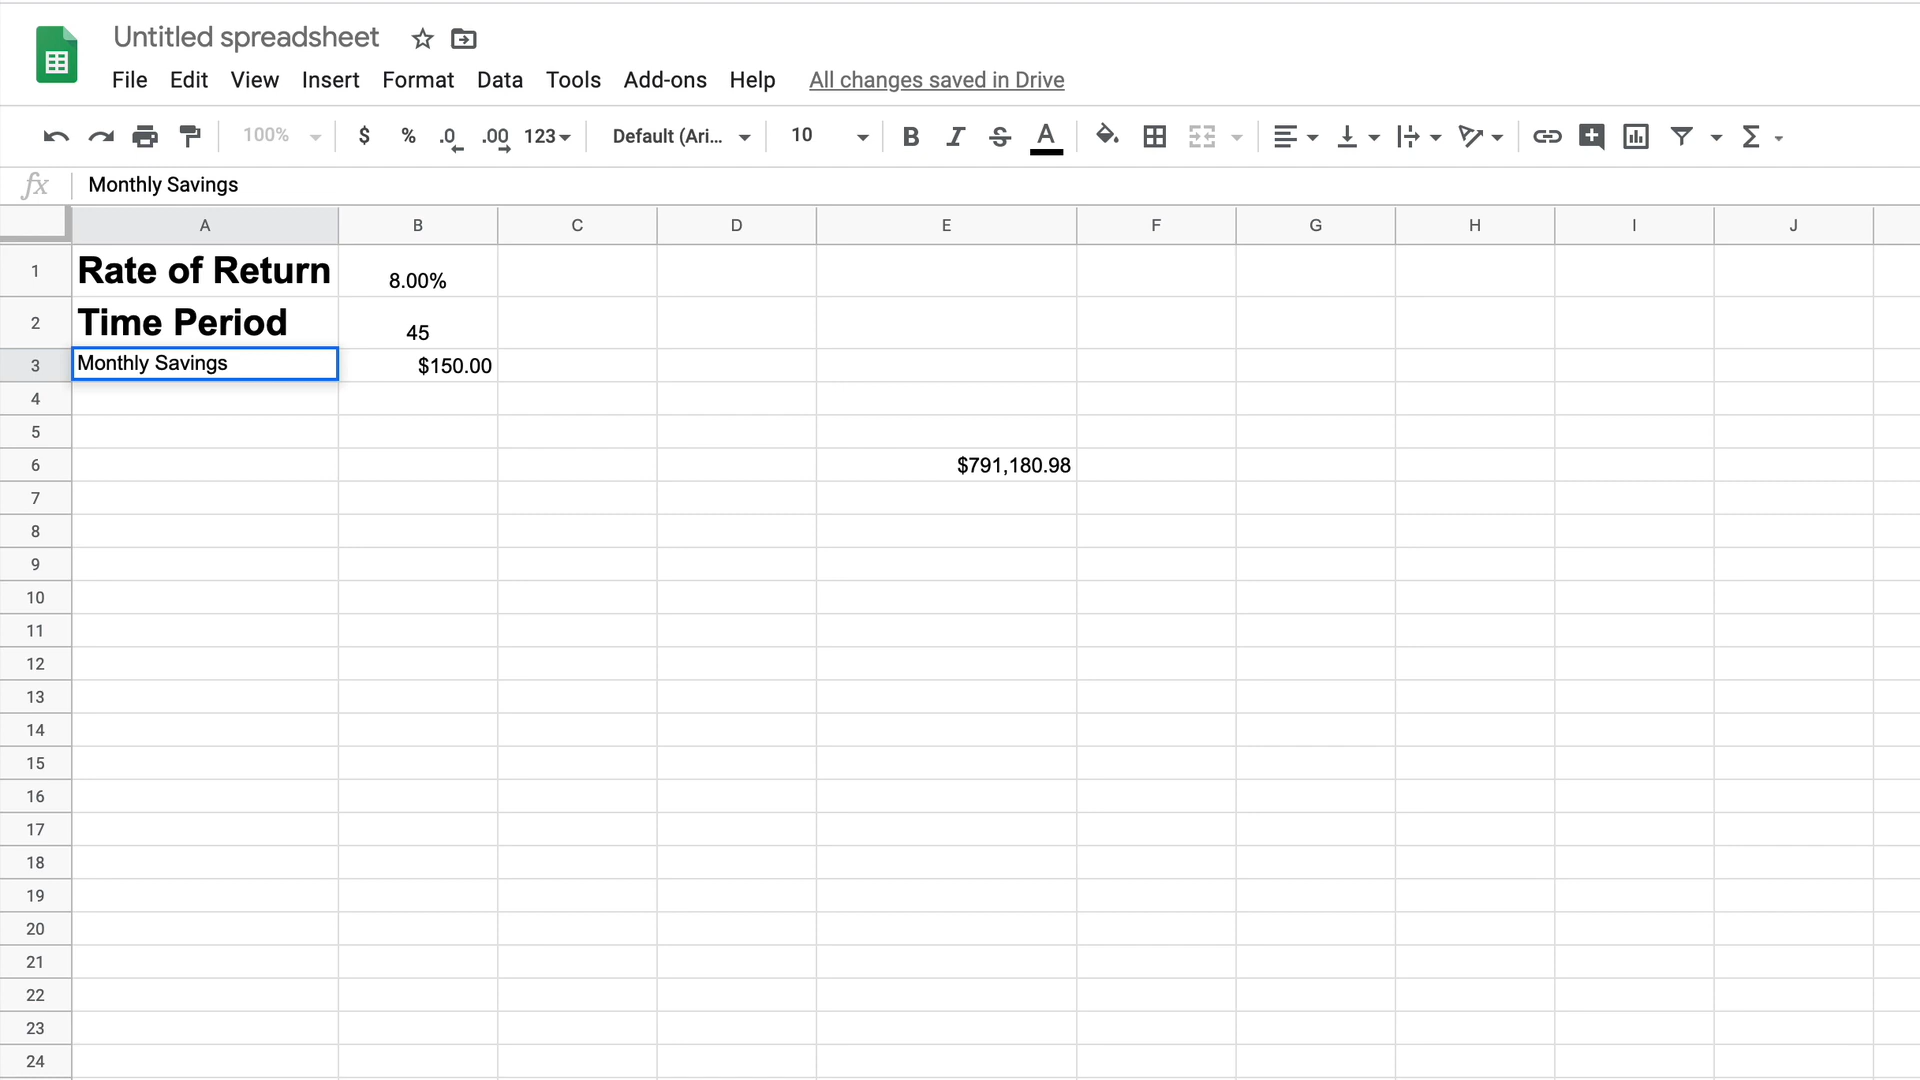 Untitled spreadsheet
File Edit View Insert Format Data Tools Add-ons Help All changes saved in Drive
100% $ % .0 .00 123 Default (Ari... 10 B I S A Σ
fx Monthly Savings
A B C D E F G H I J
1 Rate of Return 8.00%
2 Time Period 45
3 Monthly Savings $150.00
4
5
6 $791,180.98
7
8
9
10
11
12
13
14
15
16
17
18
19
20
21
22
23
24